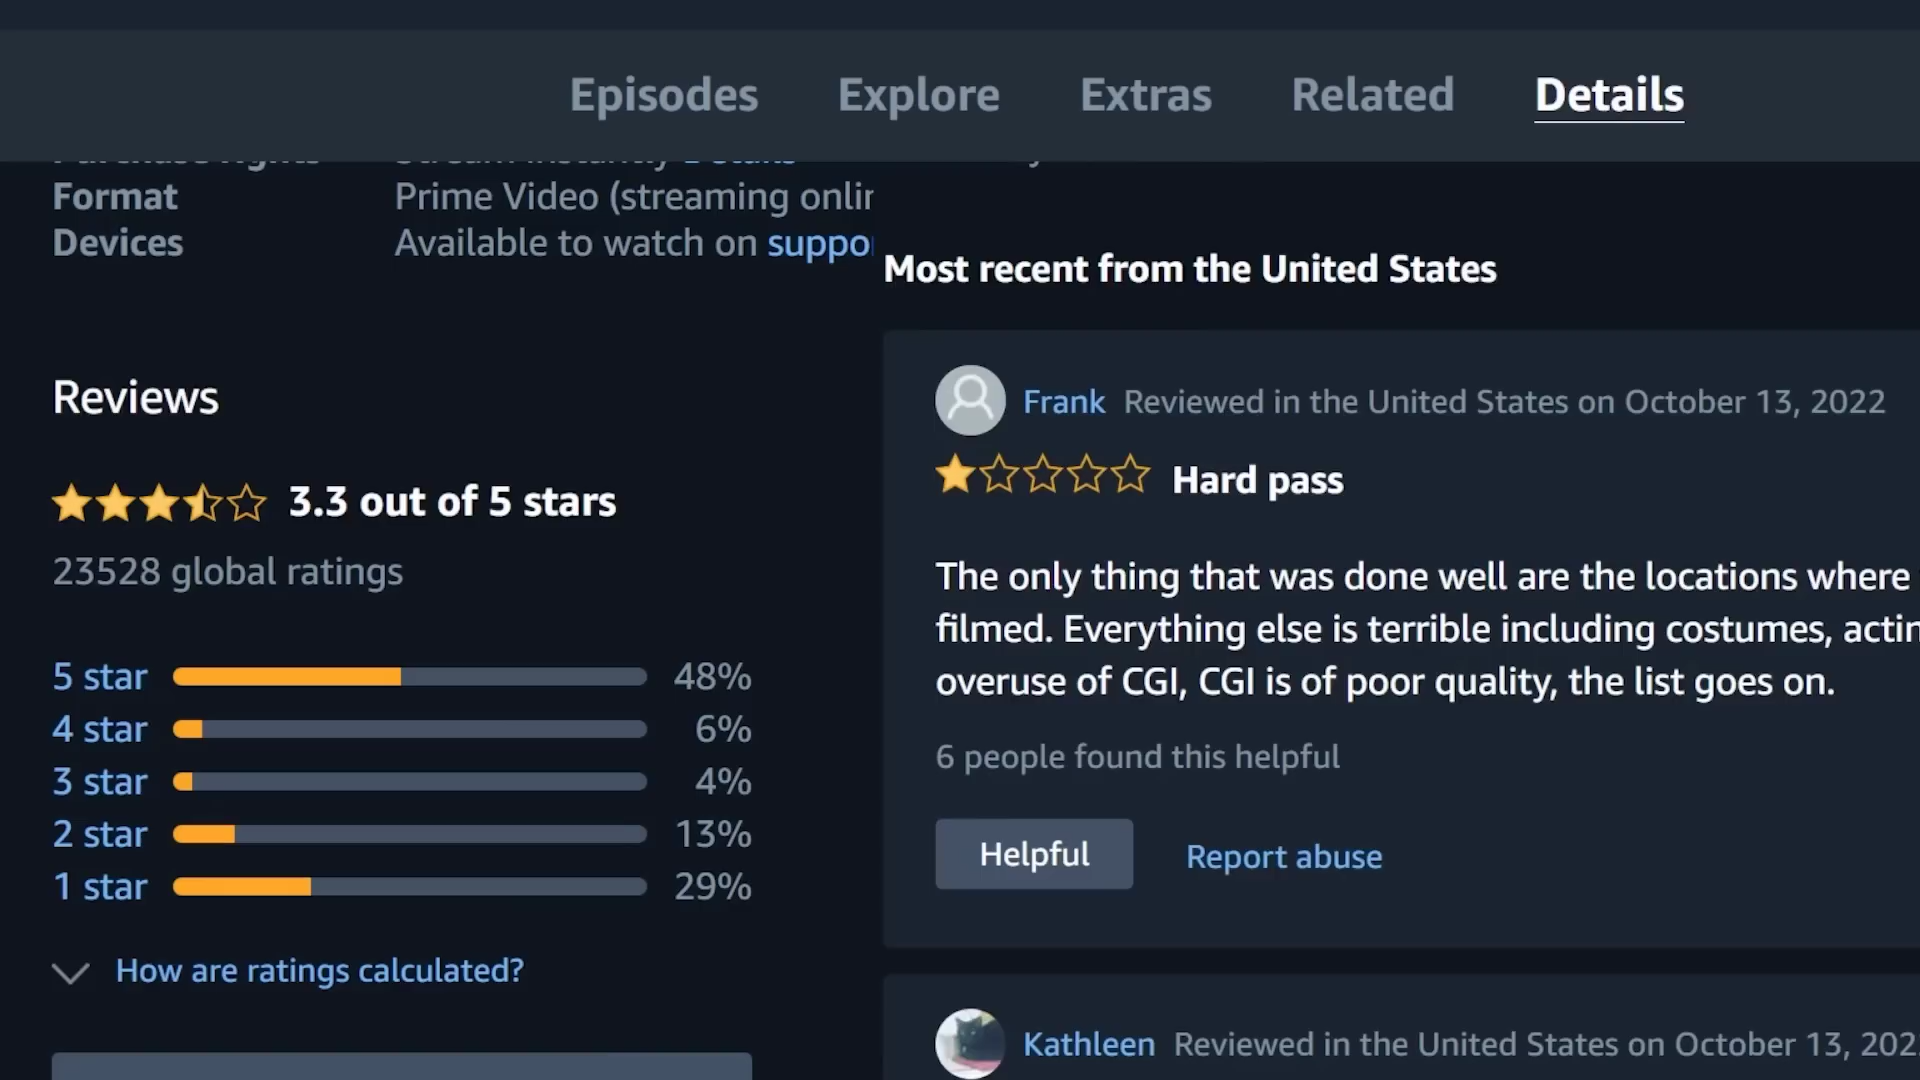 Episodes Explore Extras Related Details
Format Prime Video (streaming onlin
Devices Available to watch on suppo
Reviews
3.3 out of 5 stars
23528 global ratings
5 star 48%
4 star 6%
3 star 4%
2 star 13%
1 star 29%
How are ratings calculated?
Most recent from the United States
Frank Reviewed in the United States on October 13, 2022
Hard pass
The only thing that was done well are the locations where
filmed. Everything else is terrible including costumes, actin
overuse of CGI, CGI is of poor quality, the list goes on.
6 people found this helpful
Helpful Report abuse
Kathleen Reviewed in the United States on October 13, 202